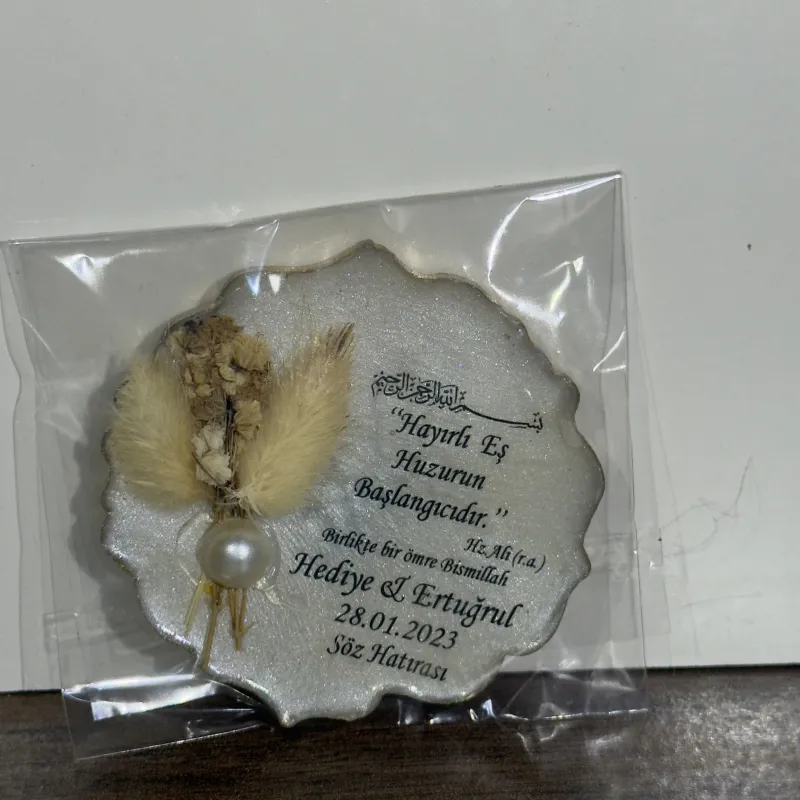 بسم الله الرحمن الرحيم
“Hayırlı Eş
Huzurun
Başlangıcıdır.”
Hz.Ali (r.a.)
Birlikte bir ömre Bismillah
Hediye & Ertuğrul
28.01.2023
Söz Hatırası